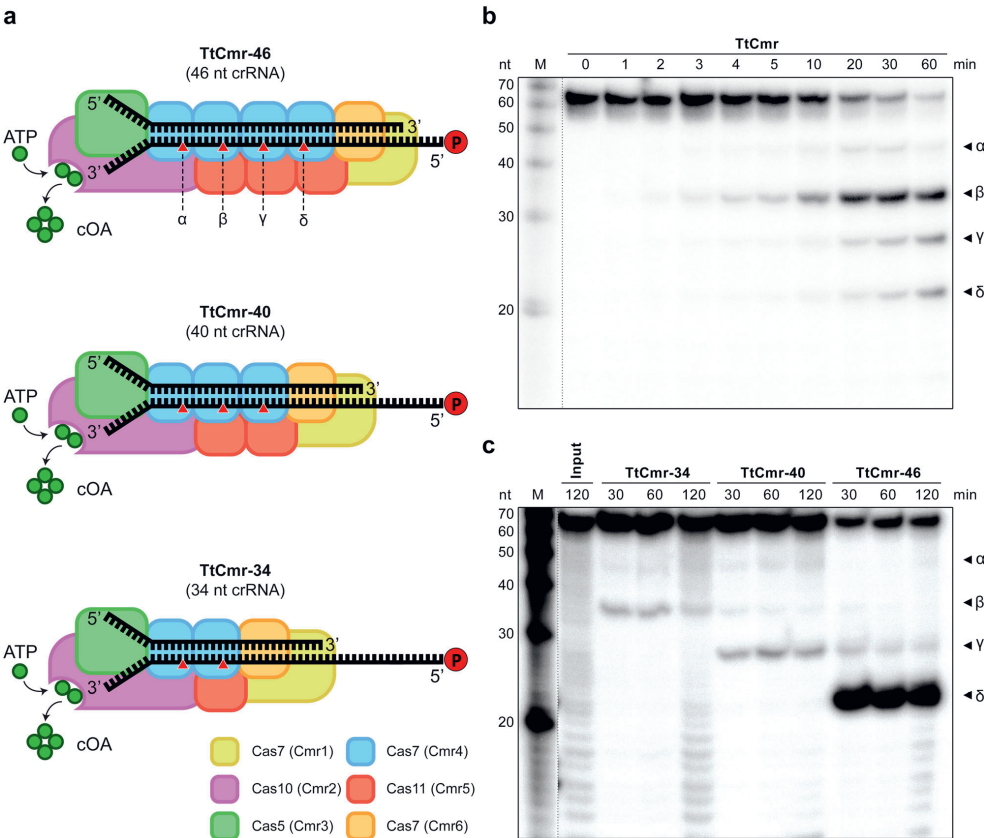 a
TtCmr-46
(46 nt crRNA)
5’
3’
ATP
3’
5’
P
cOA
α β γ δ
TtCmr-40
(40 nt crRNA)
5’
3’
ATP
3’
5’
P
cOA
TtCmr-34
(34 nt crRNA)
5’
3’
ATP
3’
5’
P
cOA
Cas7 (Cmr1) Cas7 (Cmr4)
Cas10 (Cmr2) Cas11 (Cmr5)
Cas5 (Cmr3) Cas7 (Cmr6)
b
TtCmr
nt M 0 1 2 3 4 5 10 20 30 60 min
70
60
50
40
30
20
α
β
γ
δ
c
Input TtCmr-34 TtCmr-40 TtCmr-46
nt M 120 30 60 120 30 60 120 30 60 120 min
70
60
50
40
30
20
α
β
γ
δ